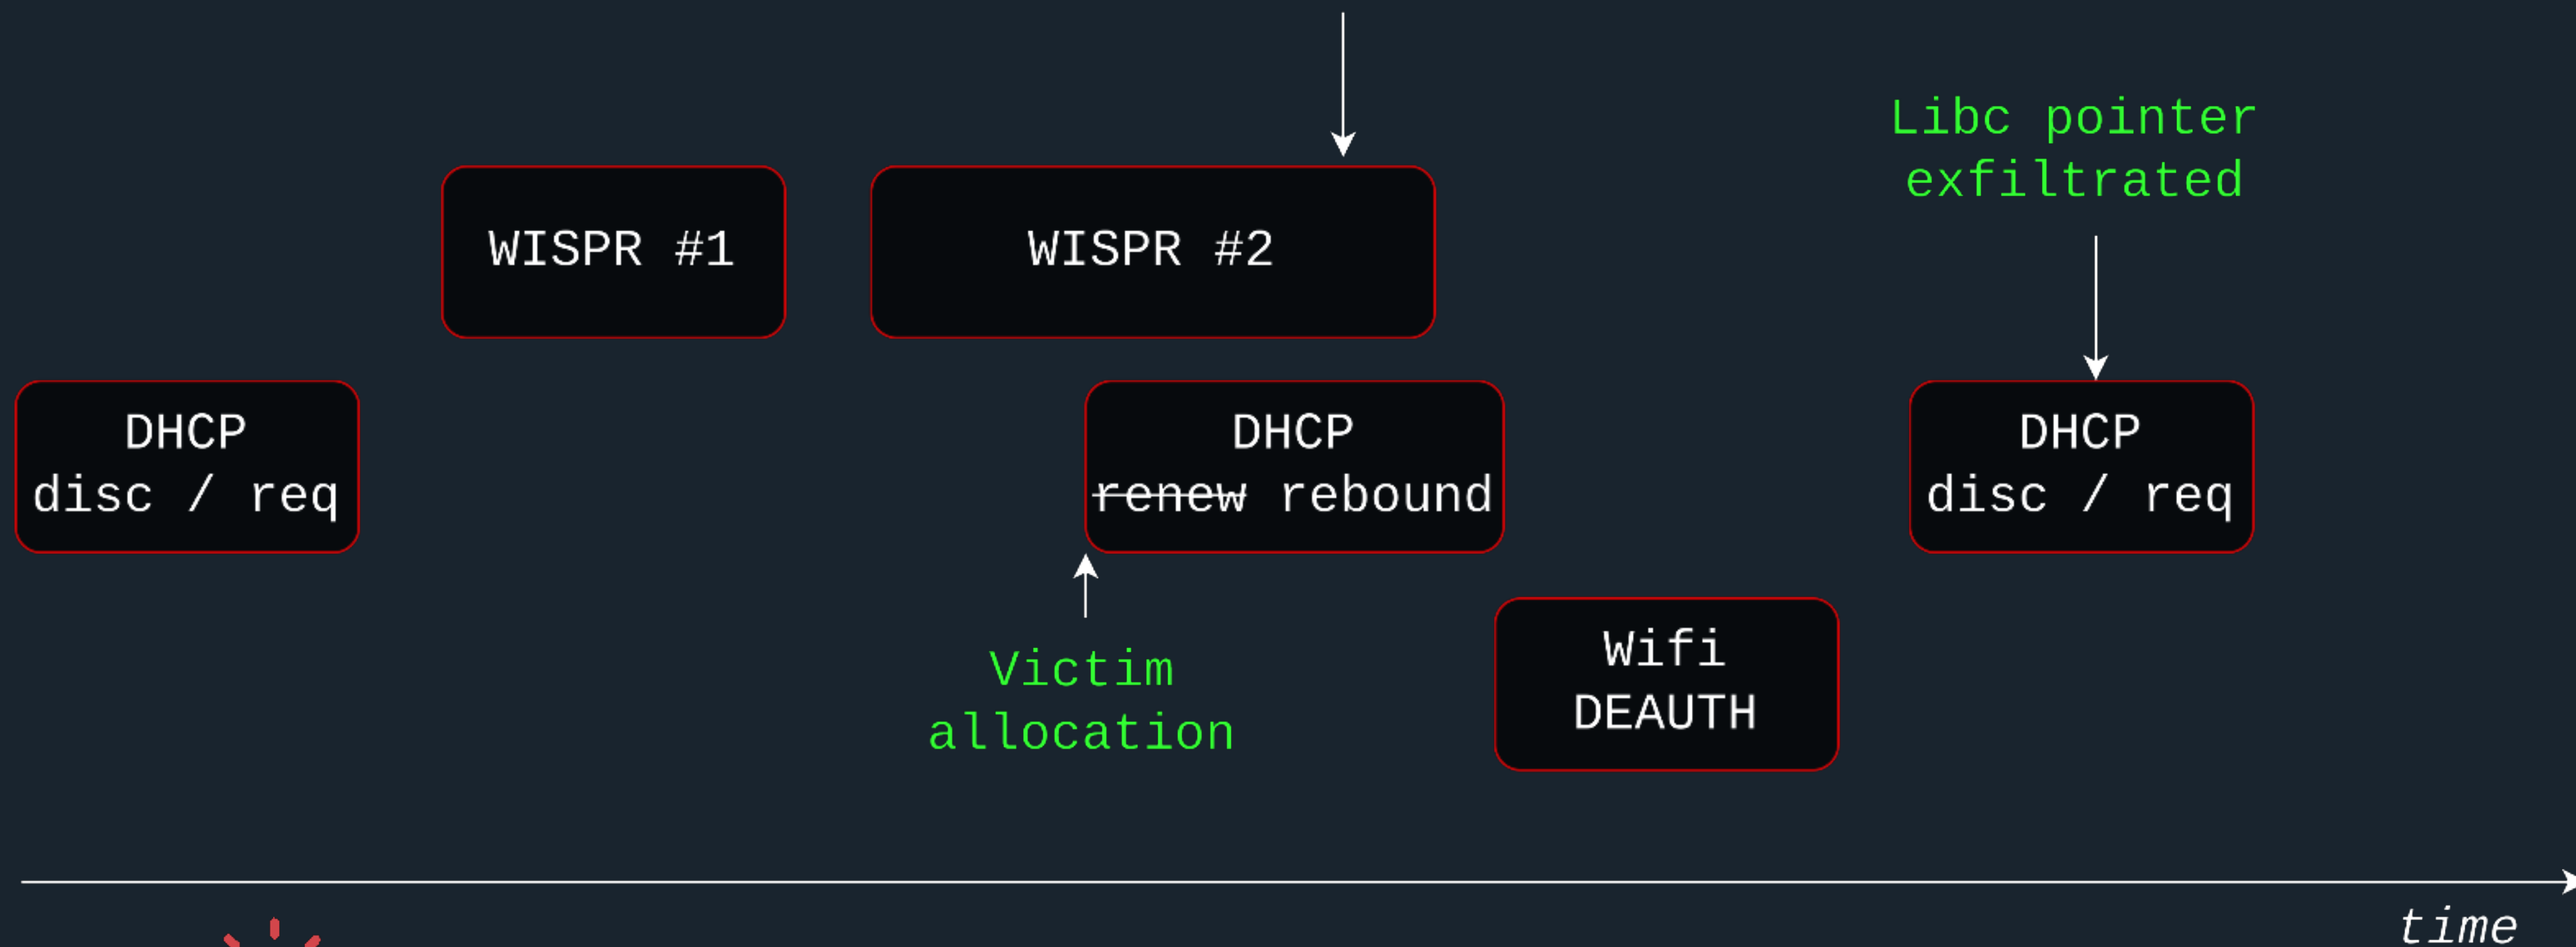 Libc pointer
exfiltrated
WISPR #1
WISPR #2
DHCP
disc / req
DHCP
renew rebound
DHCP
disc / req
Victim
allocation
Wifi
DEAUTH
time